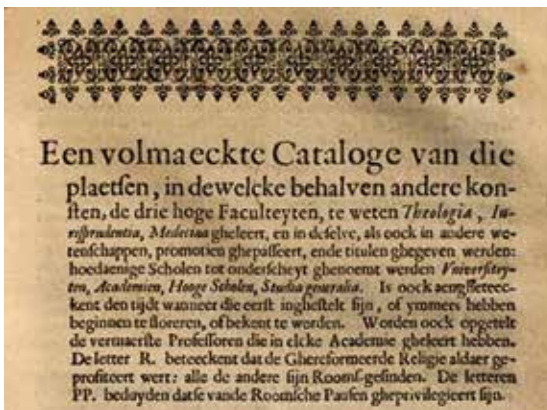 Een volmaeckte Cataloge van die
plaetsen, in dewelcke behalven andere kon-
sten, de drie hoge Faculteyten, te weten Theologia, Iu-
risprudentia, Medecina gheleert, en in deselve, als oock in andere we-
tenschappen, promotien ghepasseert, ende titulen ghegeven werden:
hoedaenige Scholen tot onderscheyt ghenoemt werden Vniversitey-
ten, Academien, Hooge Scholen, Studia generalia. Is oock aengeteec-
kent den tijdt wanneer die eerst inghestelt sijn, of ymmers hebben
beginnen te floreren, of bekent te worden. Worden oock opgetelt
de vermaerste Professoren die in elcke Academie gheleert hebben.
De letter R. beteeckent dat de Ghereformeerde Religie aldaer ge-
profiteert wert: alle de andere sijn Rooms-gesinden. De letteren
PP. beduyden datse vande Roomsche Pausen gheprivilegieert sijn.